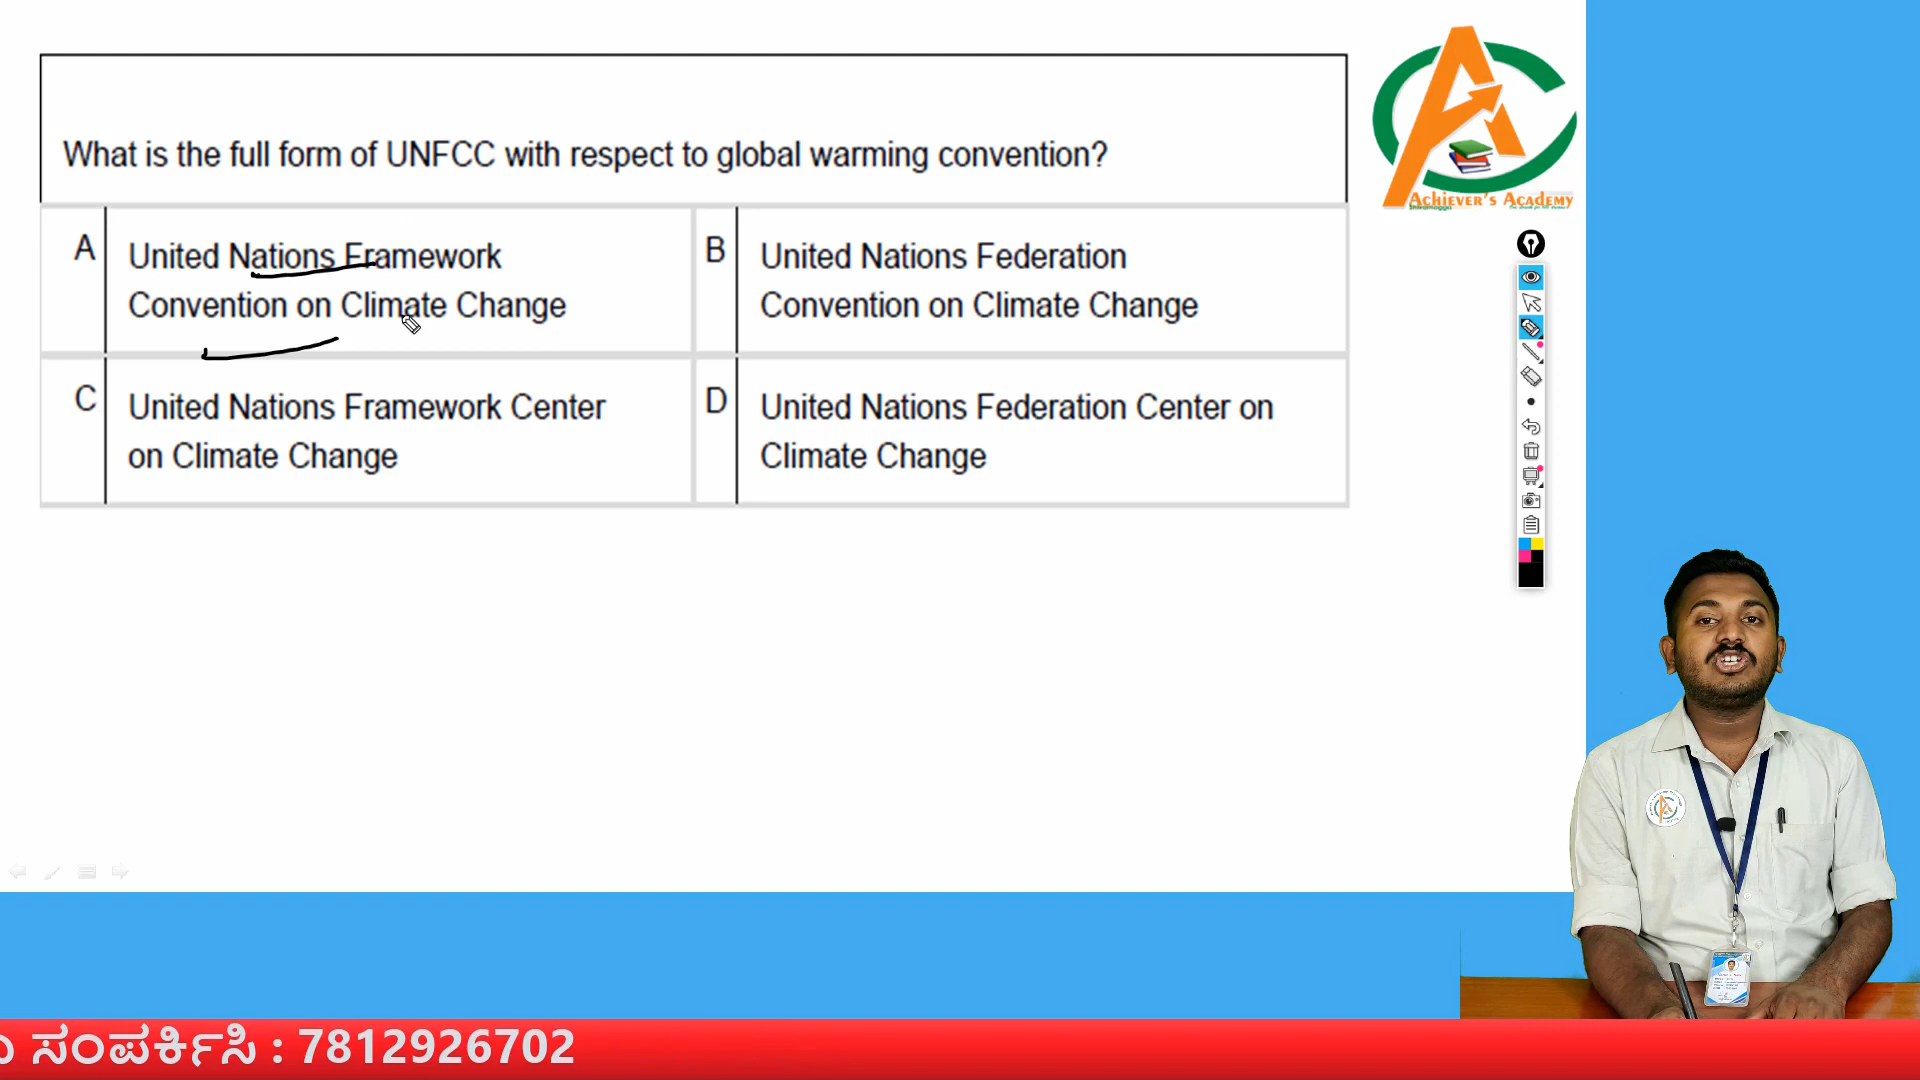 What is the full form of UNFCC with respect to global warming convention?
A
United Nations Framework
Convention on Climate Change
B
United Nations Federation
Convention on Climate Change
C
United Nations Framework Center
on Climate Change
D
United Nations Federation Center on
Climate Change
ACHIEVER'S ACADEMY
Shivamogga
ಸಂಪರ್ಕಿಸಿ : 7812926702